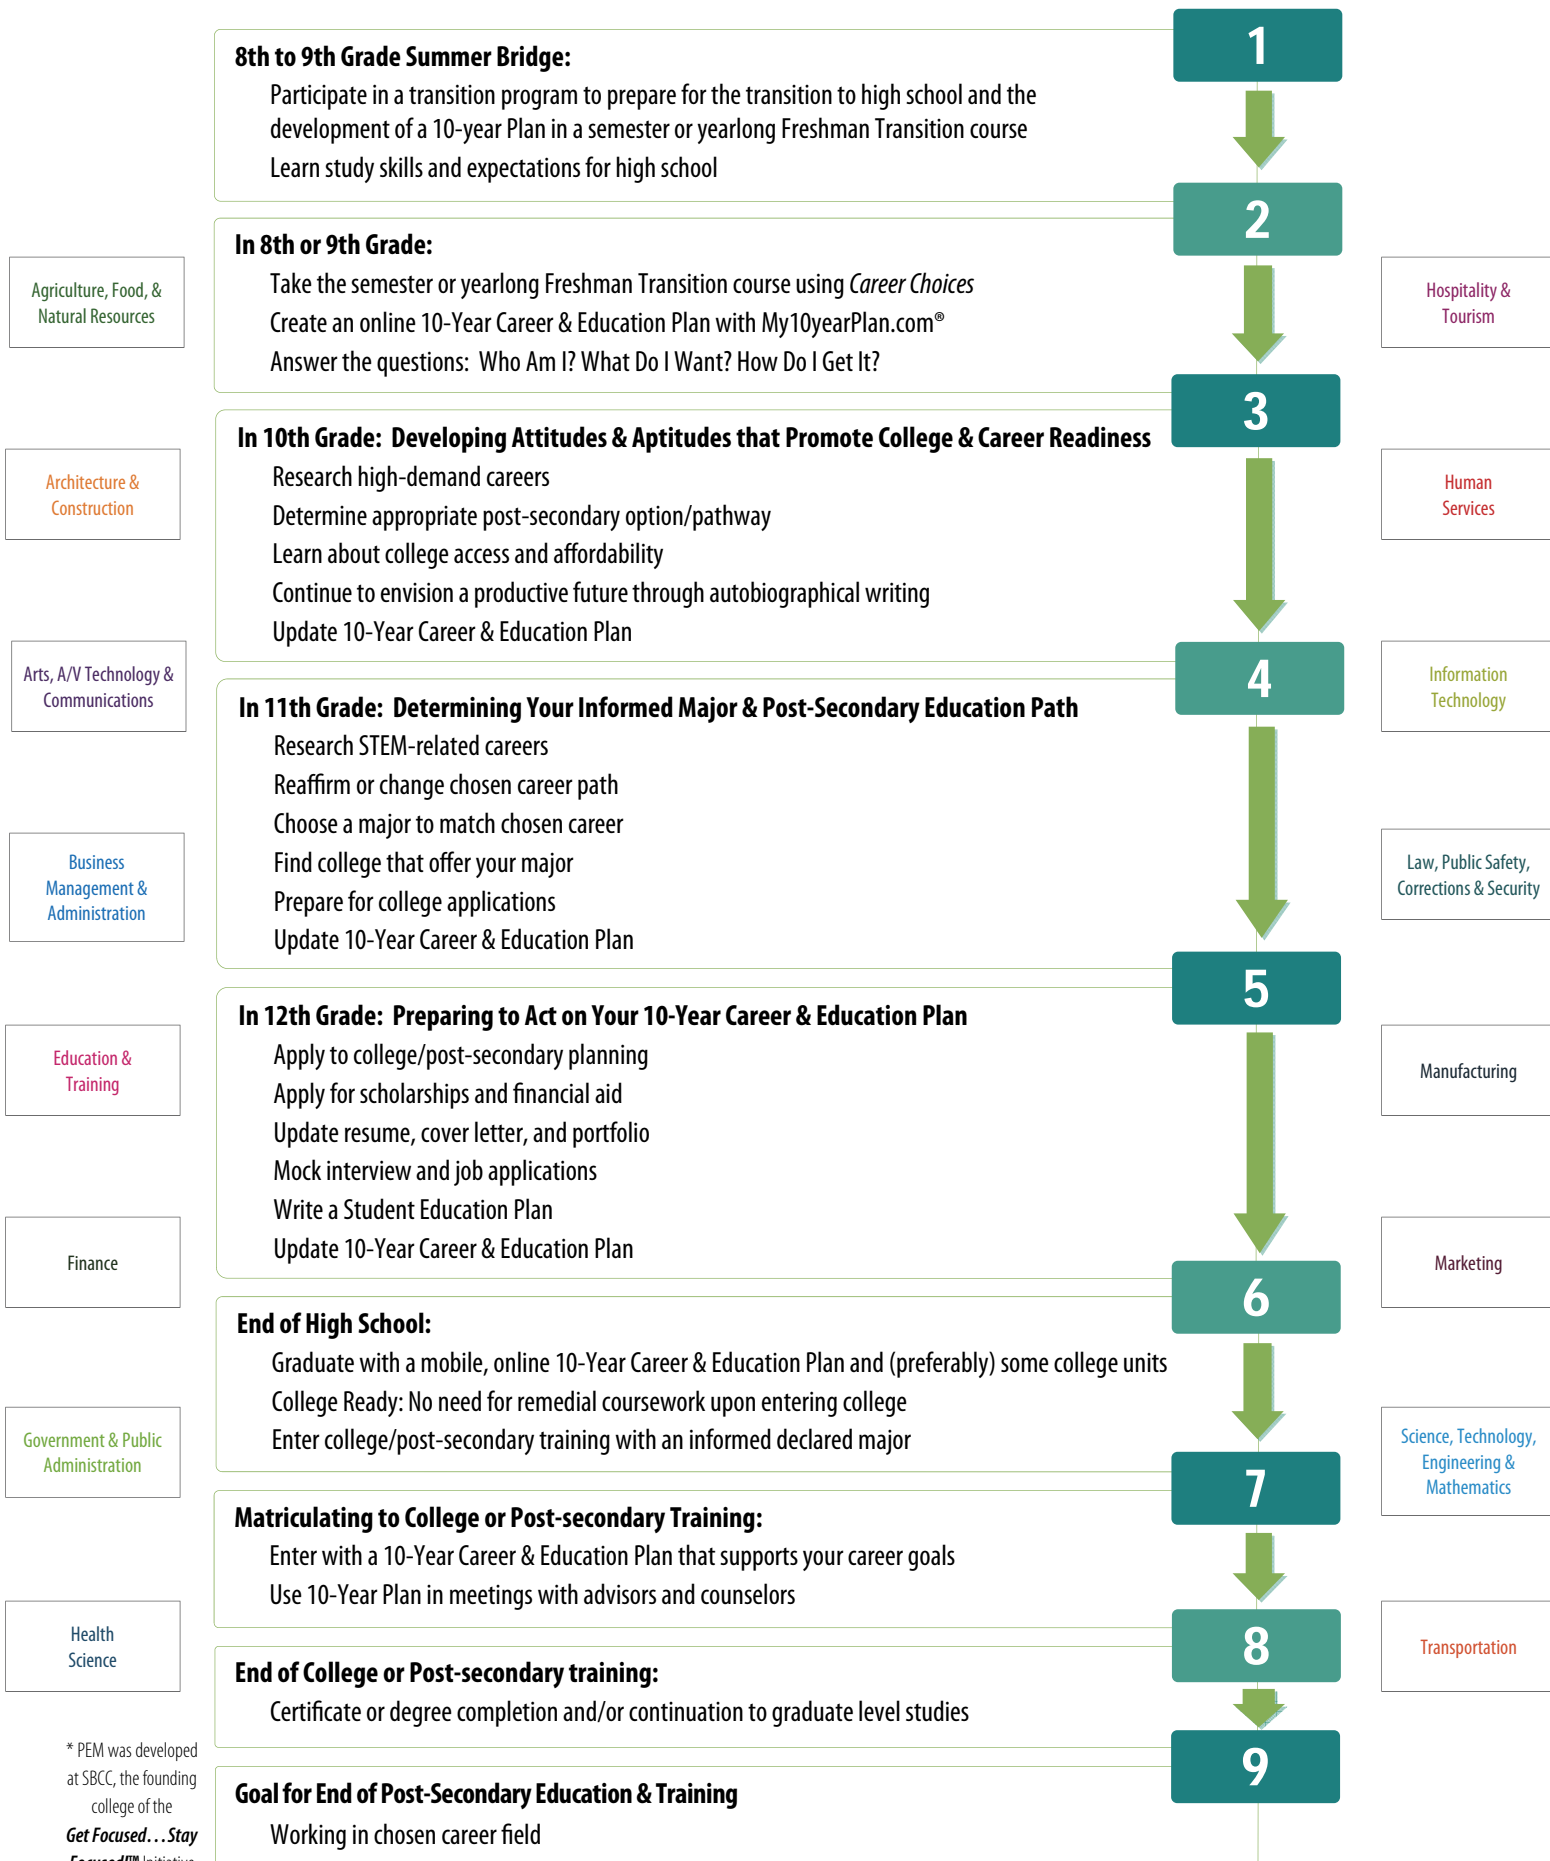 1
8th to 9th Grade Summer Bridge:
Participate in a transition program to prepare for the transition to high school and the
development of a 10-year Plan in a semester or yearlong Freshman Transition course
Learn study skills and expectations for high school
2
In 8th or 9th Grade:
Take the semester or yearlong Freshman Transition course using Career Choices
Create an online 10-Year Career & Education Plan with My10yearPlan.com®
Answer the questions:  Who Am I? What Do I Want? How Do I Get It?
3
In 10th Grade:  Developing Attitudes & Aptitudes that Promote College & Career Readiness
Research high-demand careers
Determine appropriate post-secondary option/pathway
Learn about college access and affordability
Continue to envision a productive future through autobiographical writing
Update 10-Year Career & Education Plan
4
In 11th Grade:  Determining Your Informed Major & Post-Secondary Education Path
Research STEM-related careers
Reaffirm or change chosen career path
Choose a major to match chosen career
Find college that offer your major
Prepare for college applications
Update 10-Year Career & Education Plan
5
In 12th Grade:  Preparing to Act on Your 10-Year Career & Education Plan
Apply to college/post-secondary planning
Apply for scholarships and financial aid
Update resume, cover letter, and portfolio
Mock interview and job applications
Write a Student Education Plan
Update 10-Year Career & Education Plan
6
End of High School:
Graduate with a mobile, online 10-Year Career & Education Plan and (preferably) some college units
College Ready: No need for remedial coursework upon entering college
Enter college/post-secondary training with an informed declared major
7
Matriculating to College or Post-secondary Training:
Enter with a 10-Year Career & Education Plan that supports your career goals
Use 10-Year Plan in meetings with advisors and counselors
8
End of College or Post-secondary training:
Certificate or degree completion and/or continuation to graduate level studies
9
Goal for End of Post-Secondary Education & Training
Working in chosen career field
Agriculture, Food, &
Natural Resources
Architecture &
Construction
Arts, A/V Technology &
Communications
Business
Management &
Administration
Education &
Training
Finance
Government & Public
Administration
Health
Science
* PEM was developed
at SBCC, the founding
college of the
Get Focused…Stay
Focused!™ Initiative
Hospitality &
Tourism
Human
Services
Information
Technology
Law, Public Safety,
Corrections & Security
Manufacturing
Marketing
Science, Technology,
Engineering &
Mathematics
Transportation